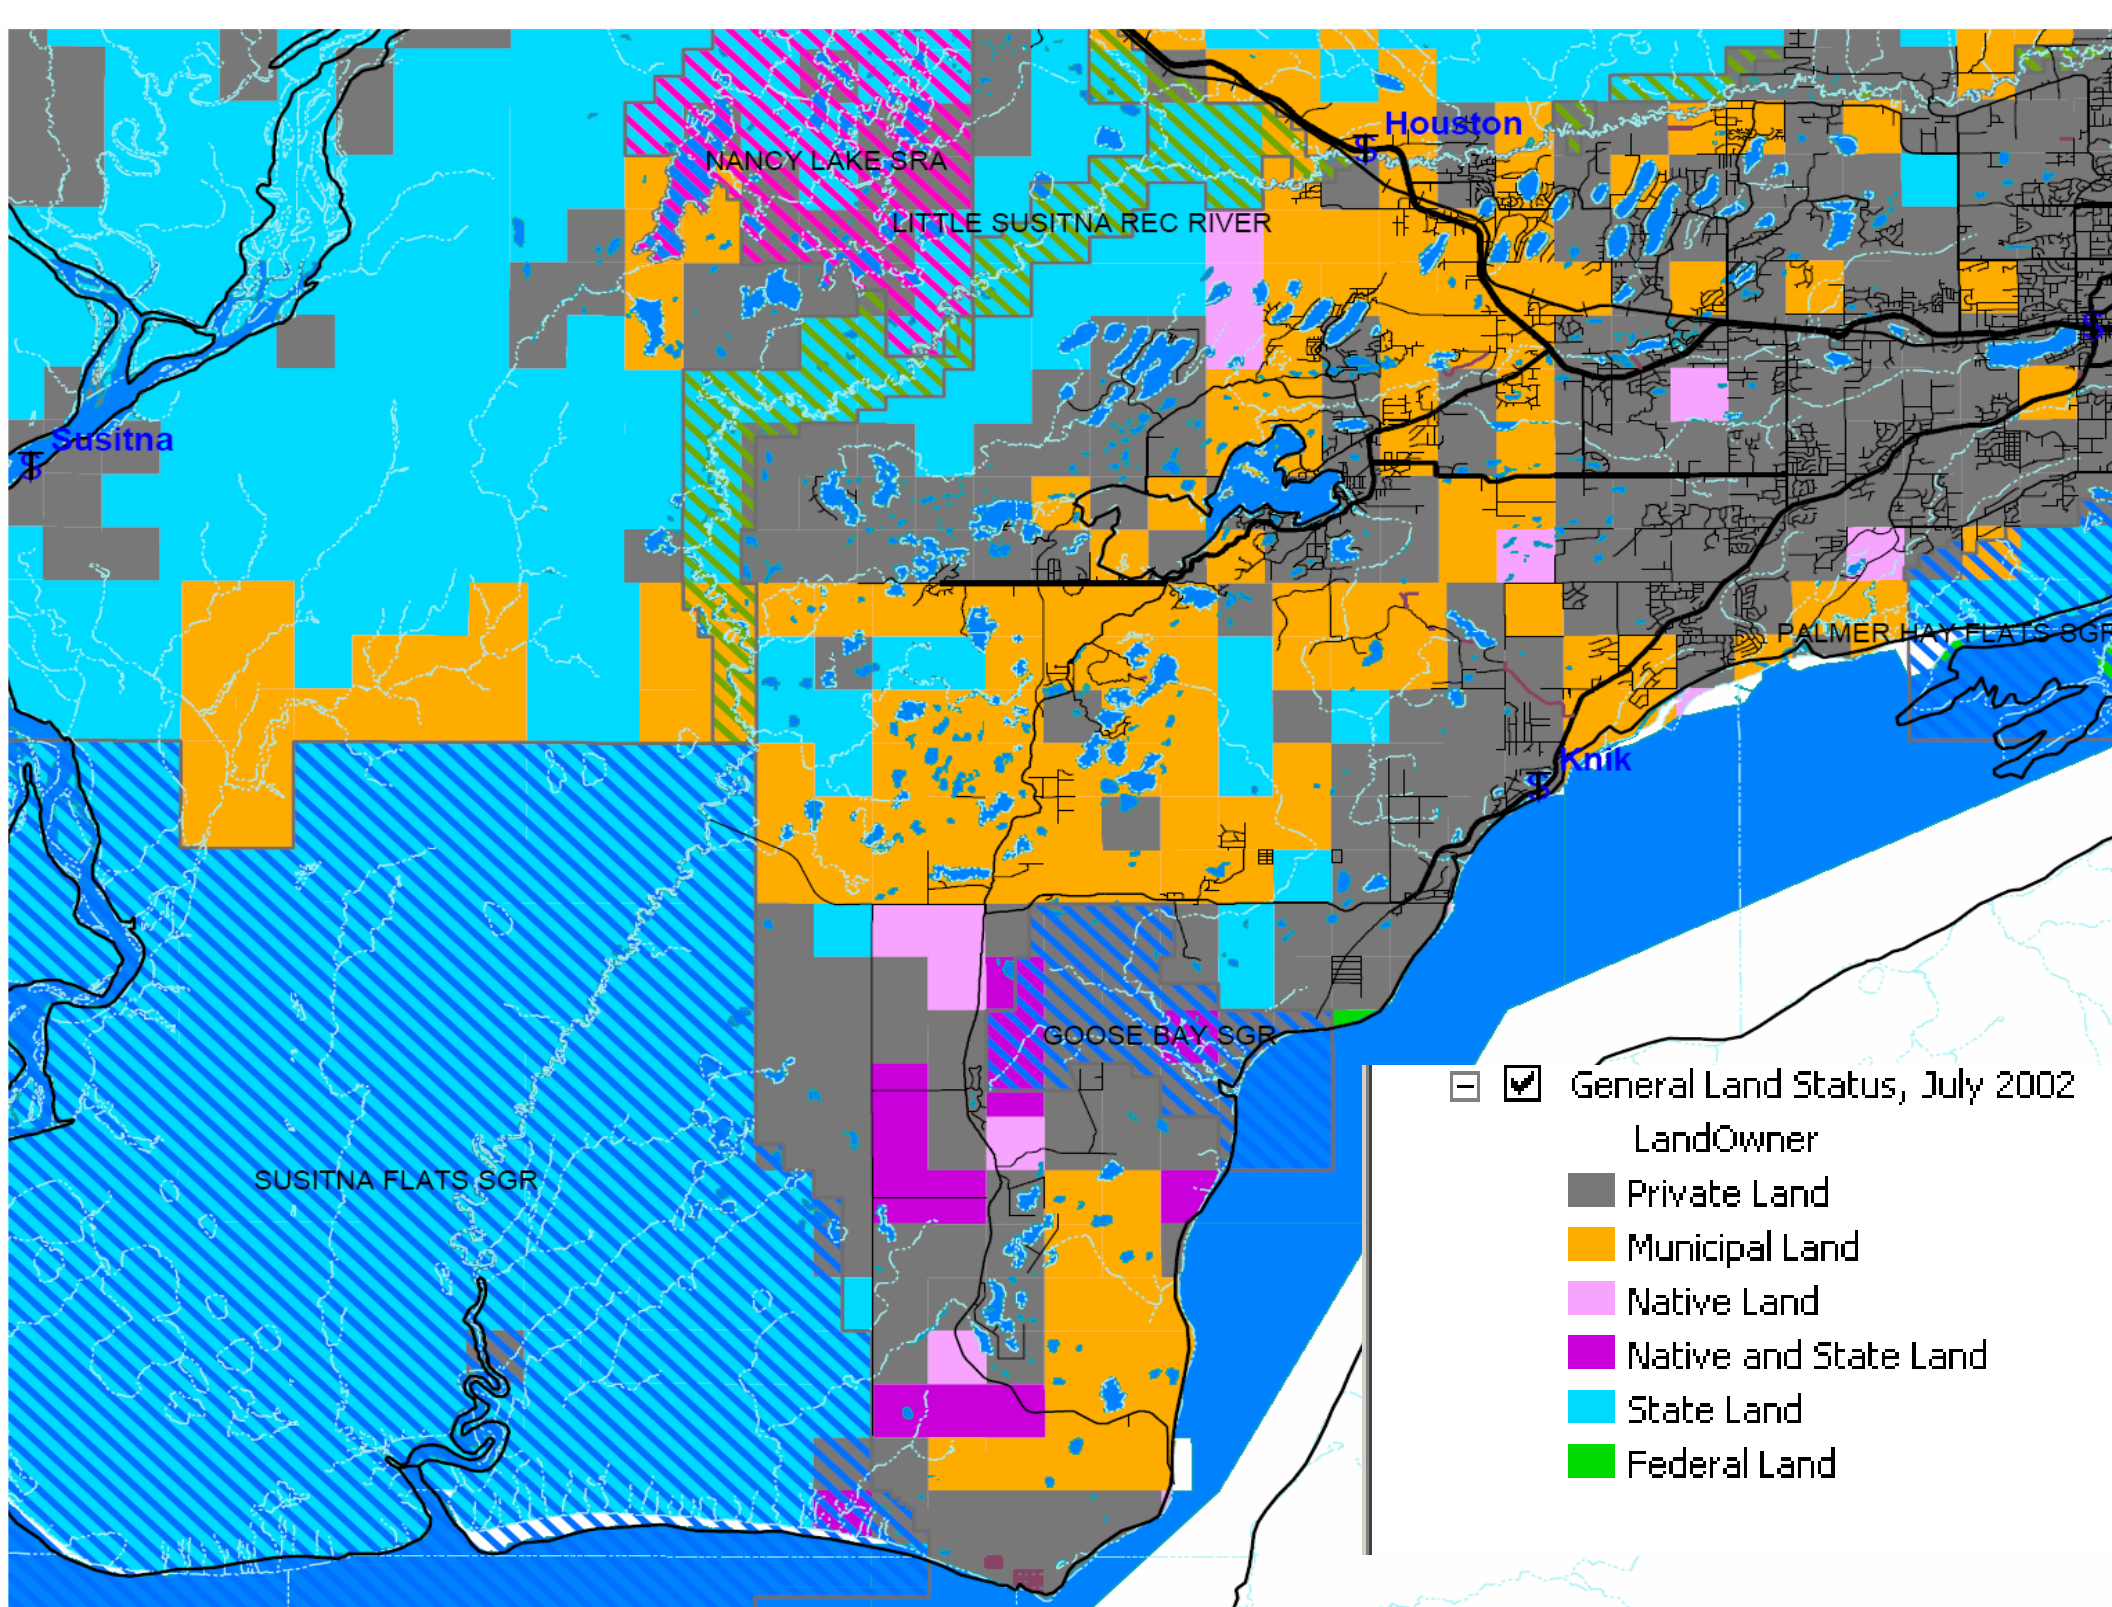 Houston
NANCY LAKE SRA
LITTLE SUSITNA REC RIVER
Susitna
PALMER HAY FLATS SGR
Knik
GOOSE BAY SGR
SUSITNA FLATS SGR
General Land Status, July 2002
LandOwner
Private Land
Municipal Land
Native Land
Native and State Land
State Land
Federal Land